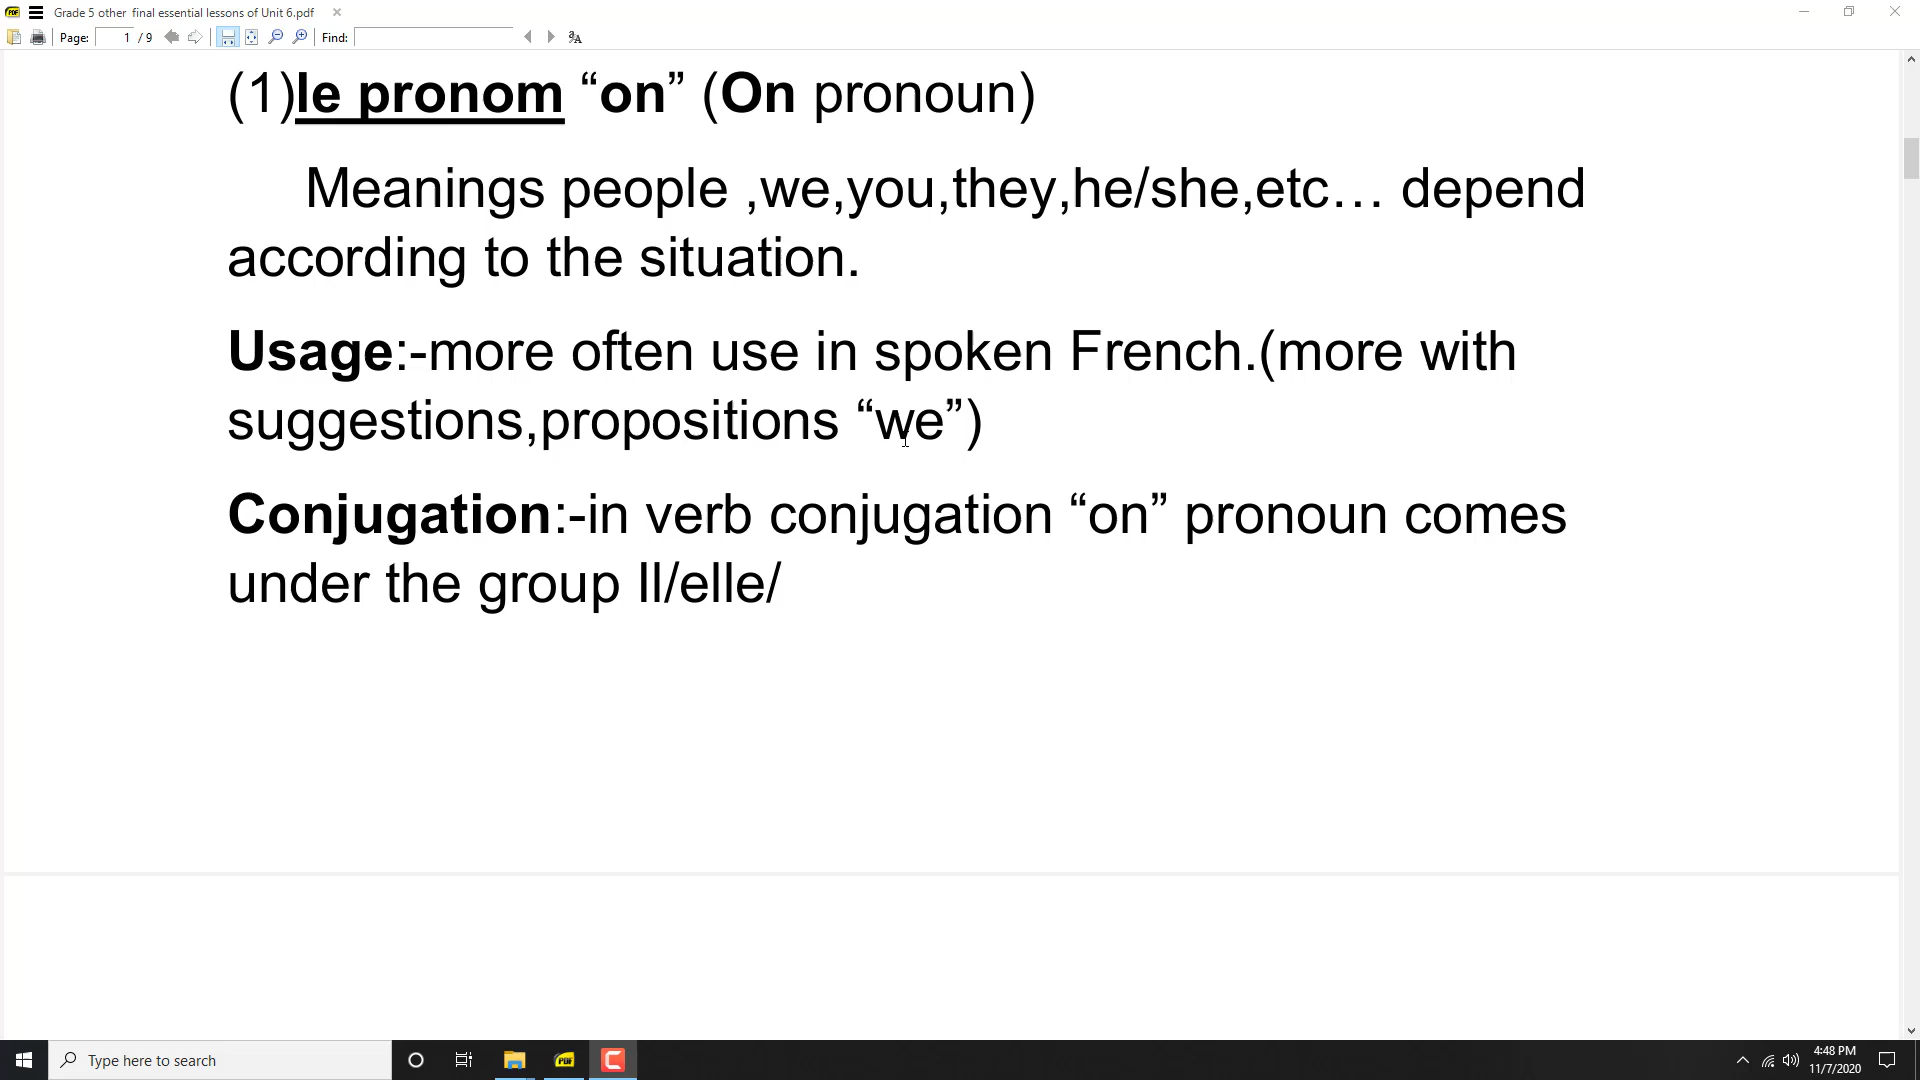 Grade 5 other  final essential lessons of Unit 6.pdf
Page: 1 / 9 Find:
(1)le pronom “on” (On pronoun)
Meanings people ,we,you,they,he/she,etc… depend
according to the situation.
Usage:-more often use in spoken French.(more with
suggestions,propositions “we”)
Conjugation:-in verb conjugation “on” pronoun comes
under the group Il/elle/
Type here to search
4:48 PM
11/7/2020